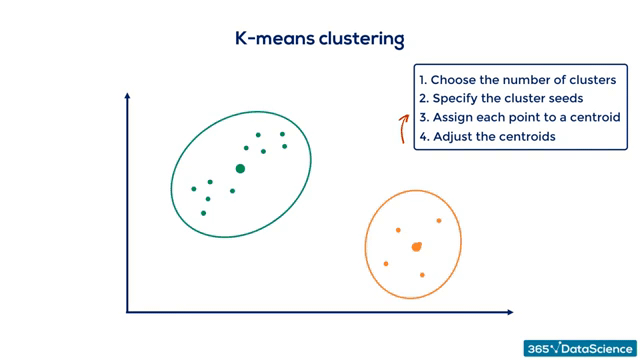 K-means clustering
1. Choose the number of clusters
2. Specify the cluster seeds
3. Assign each point to a centroid
4. Adjust the centroids
365 DataScience